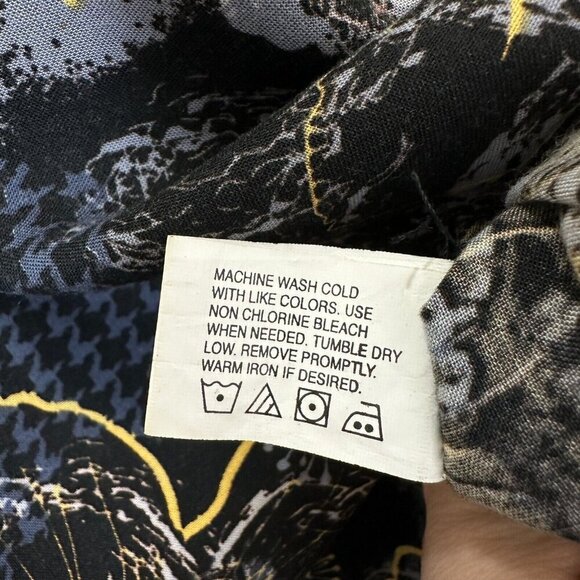 MACHINE WASH COLD
WITH LIKE COLORS. USE
NON CHLORINE BLEACH
WHEN NEEDED. TUMBLE DRY
LOW. REMOVE PROMPTLY.
WARM IRON IF DESIRED.